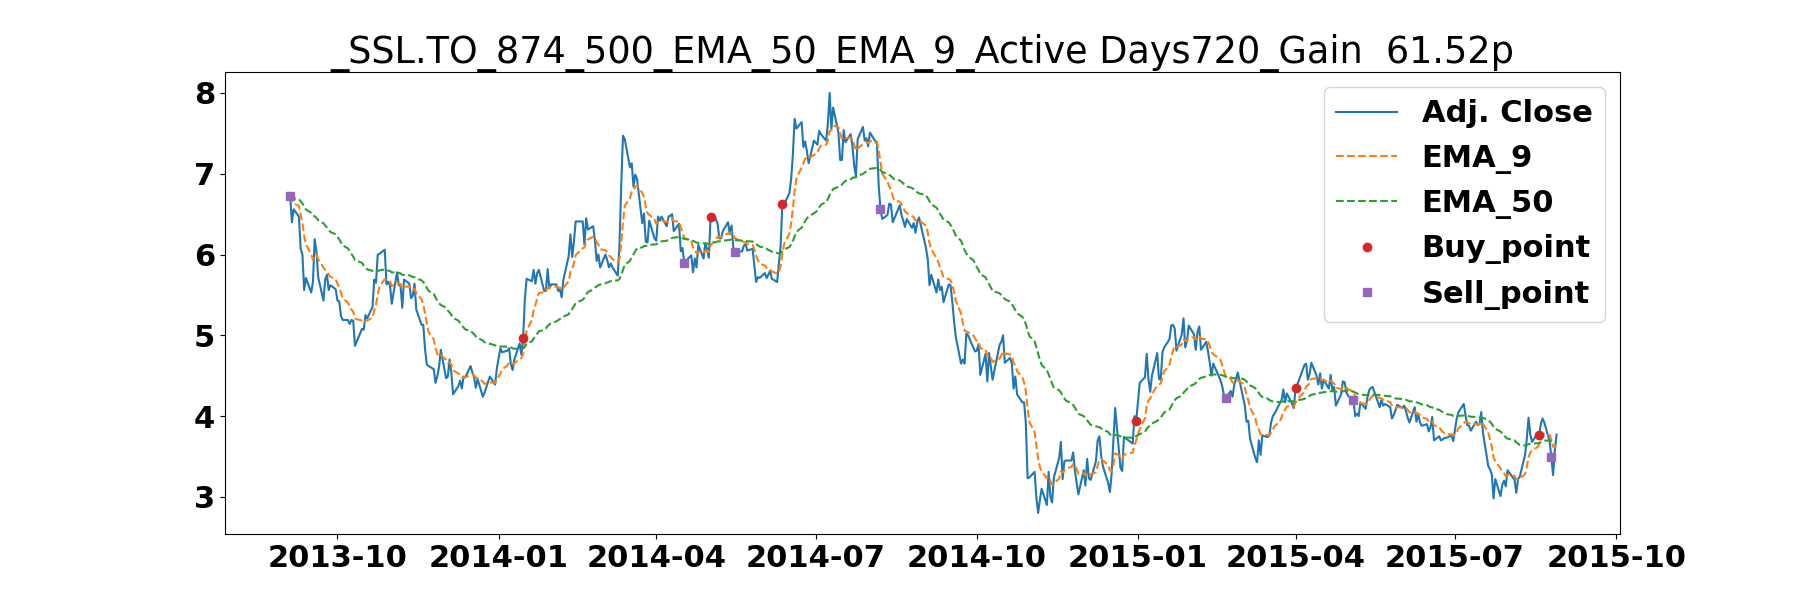 _SSL.TO_874_500_EMA_50_EMA_9_Active Days720_Gain  61.52p
8
7
6
5
4
3
Adj. Close
EMA_9
EMA_50
Buy_point
Sell_point
2013-10 2014-01 2014-04 2014-07 2014-10 2015-01 2015-04 2015-07 2015-10